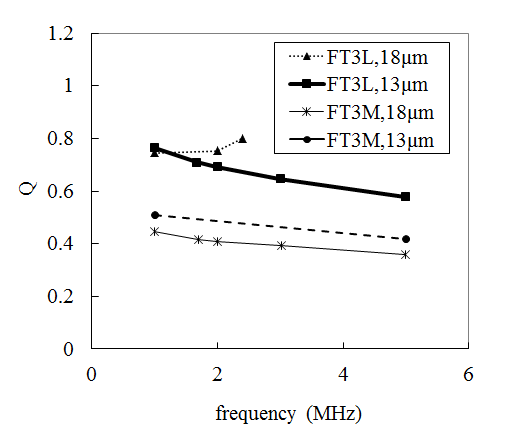 1.2
1
0.8
0.6
0.4
0.2
0
Q
FT3L,18μm
FT3L,13μm
FT3M,18μm
FT3M,13μm
0 2 4 6
frequency (MHz)